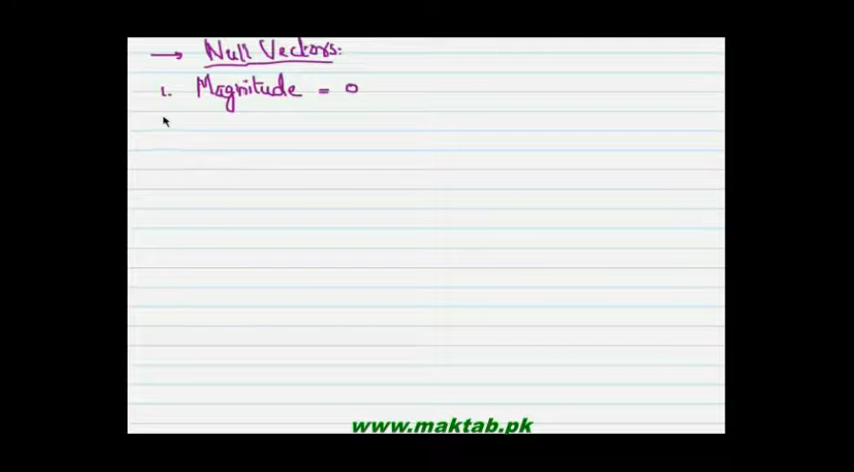 → Null Vectors:
1. Magnitude = 0
www.maktab.pk